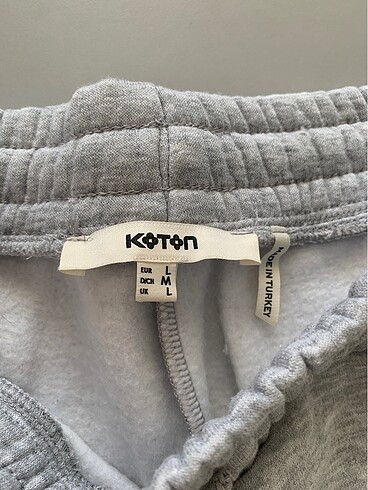 KOTON
EUR L
D/CH M
UK L
MADE IN TURKEY